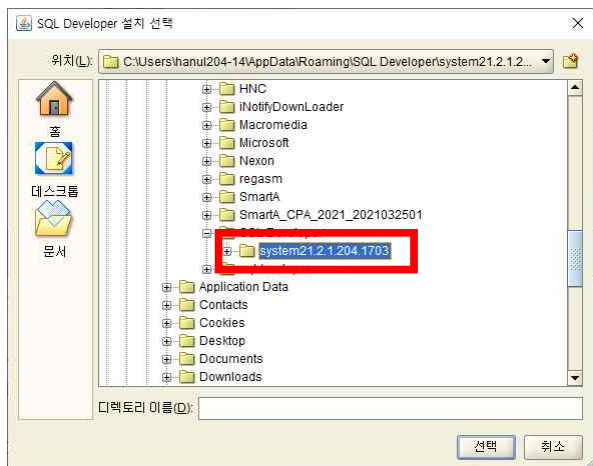 SQL Developer 설치 선택
위치(L):
C:\Users\hanul204-14\AppData\Roaming\SQL Developer\system21.2.1.2...
홈
데스크톱
문서
HNC
iNotifyDownLoader
Macromedia
Microsoft
Nexon
regasm
SmartA
SmartA_CPA_2021_2021032501
SQL Developer
system21.2.1.204.1703
Application Data
Contacts
Cookies
Desktop
Documents
Downloads
디렉토리 이름(D):
선택
취소